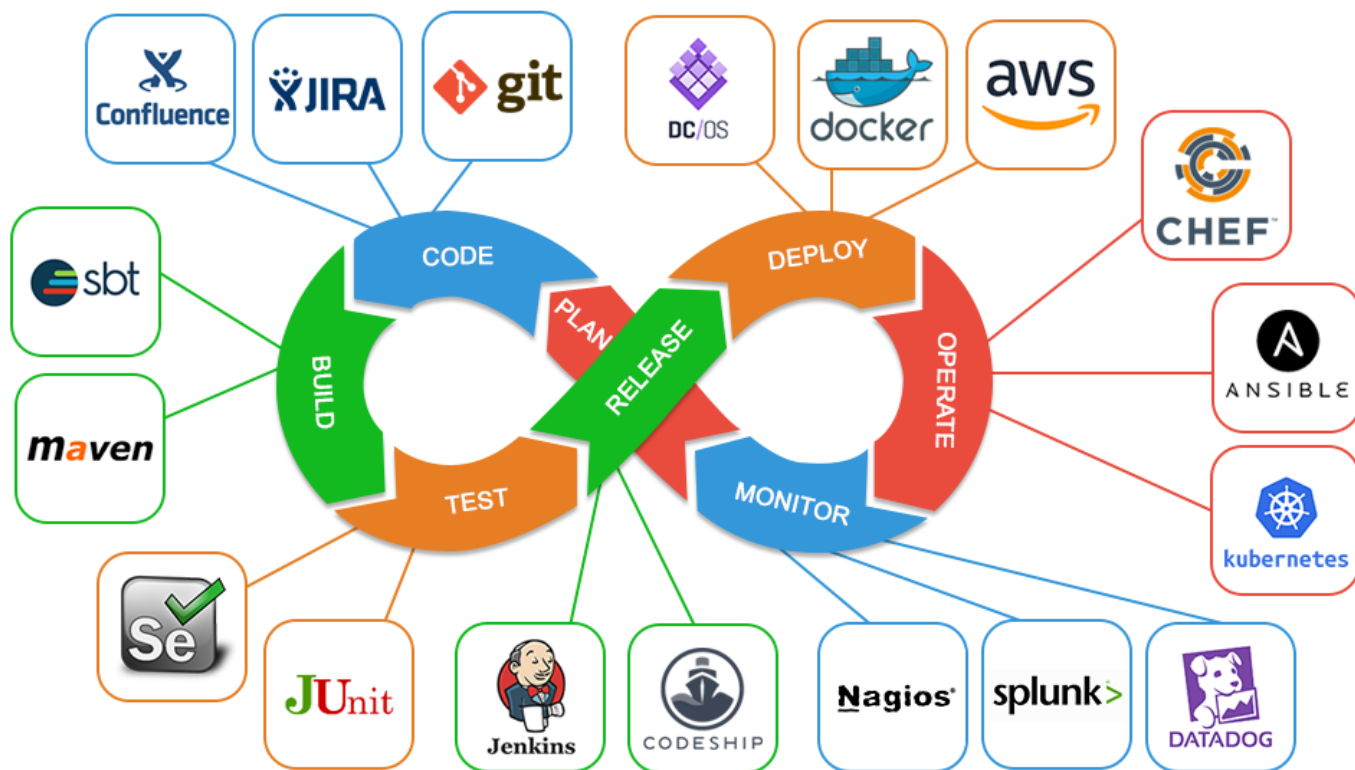 Confluence
JIRA
git
DC/OS
docker
aws
CHEF™
sbt
CODE
DEPLOY
PLAN
RELEASE
BUILD
OPERATE
ANSIBLE
maven
TEST
MONITOR
kubernetes
Se
JUnit
Jenkins
CODESHIP
Nagios®
splunk>
DATADOG